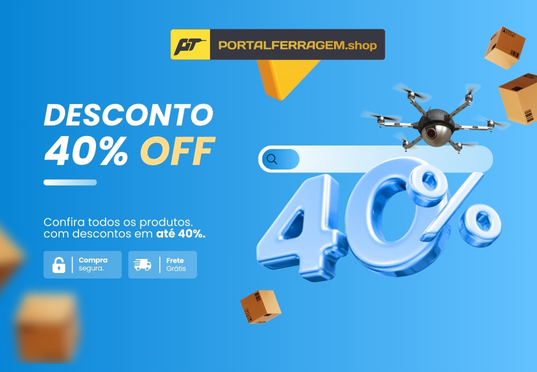 PT PORTALFERRAGEM.shop
DESCONTO
40% OFF
Confira todos os produtos.
com descontos em até 40%.
Compra
segura.
Frete
Grátis
40%